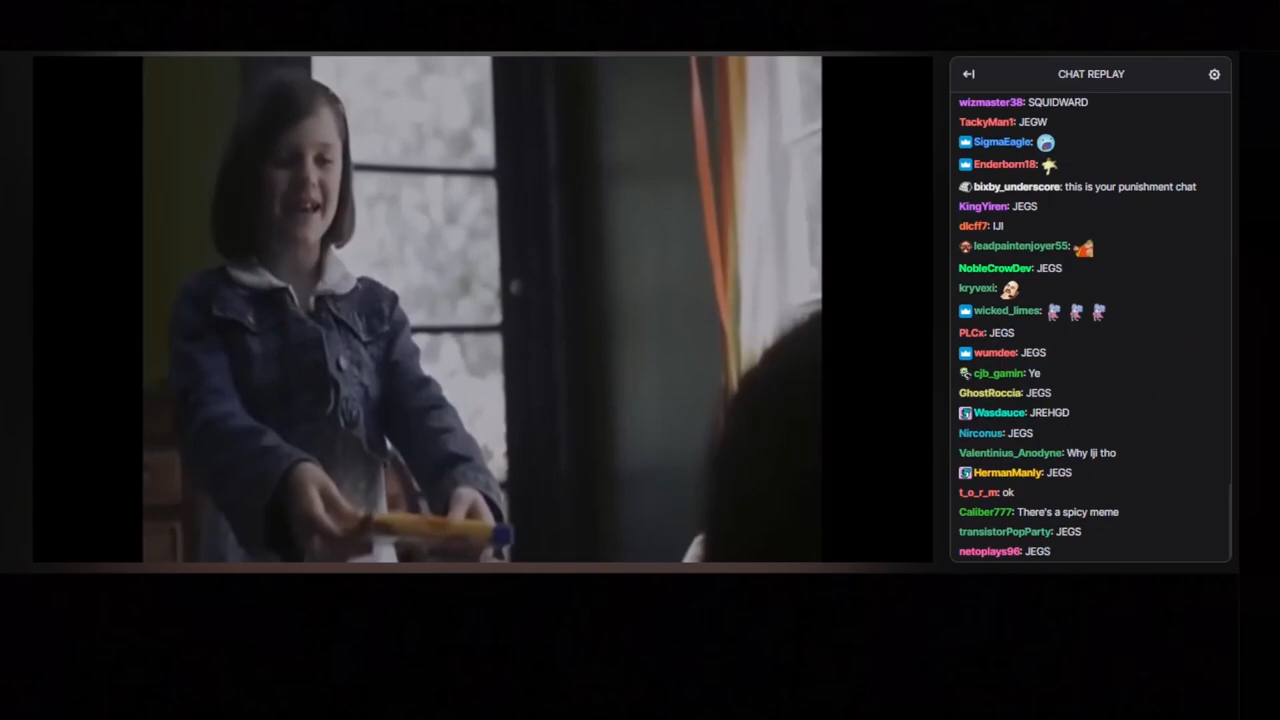 CHAT REPLAY
wizmaster38: SQUIDWARD
TackyMan1: JEGW
SigmaEagle:
Enderborn18:
bixby_underscore: this is your punishment chat
KingYiren: JEGS
dlcff7: IJI
leadpaintenjoyer55:
NobleCrowDev: JEGS
kryvexi:
wicked_limes:
PLCx: JEGS
wumdee: JEGS
cjb_gamin: Ye
GhostRoccia: JEGS
Wasdauce: JREHGD
Nirconus: JEGS
Valentinius_Anodyne: Why Iji tho
HermanManly: JEGS
t_o_r_m: ok
Caliber777: There's a spicy meme
transistorPopParty: JEGS
netoplays96: JEGS